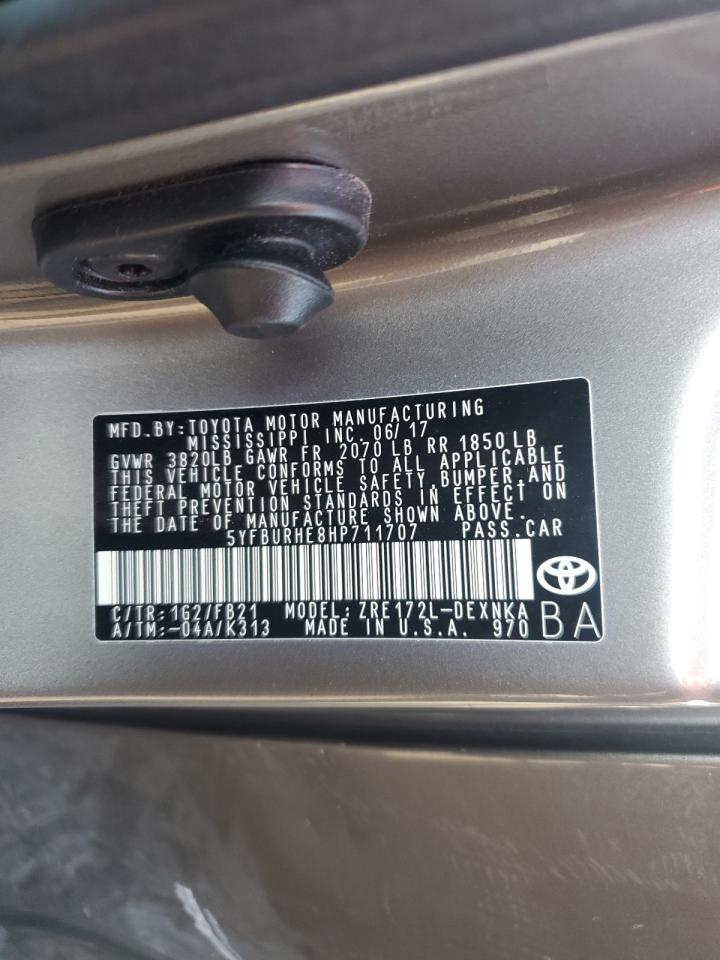 MFD. BY: TOYOTA MOTOR MANUFACTURING
MISSISSIPPI INC. 06/17
GVWR 3820LB GAWR FR 2070 LB RR 1850 LB
THIS VEHICLE CONFORMS TO ALL APPLICABLE
FEDERAL MOTOR VEHICLE SAFETY, BUMPER, AND
THEFT PREVENTION STANDARDS IN EFFECT ON
THE DATE OF MANUFACTURE SHOWN ABOVE.
5YFBURHE8HP711707 PASS.CAR
C/TR: 1G2/FB21 MODEL: ZRE172L-DEXNKA
A/TM: -04A/K313 MADE IN U.S.A. 970 BA